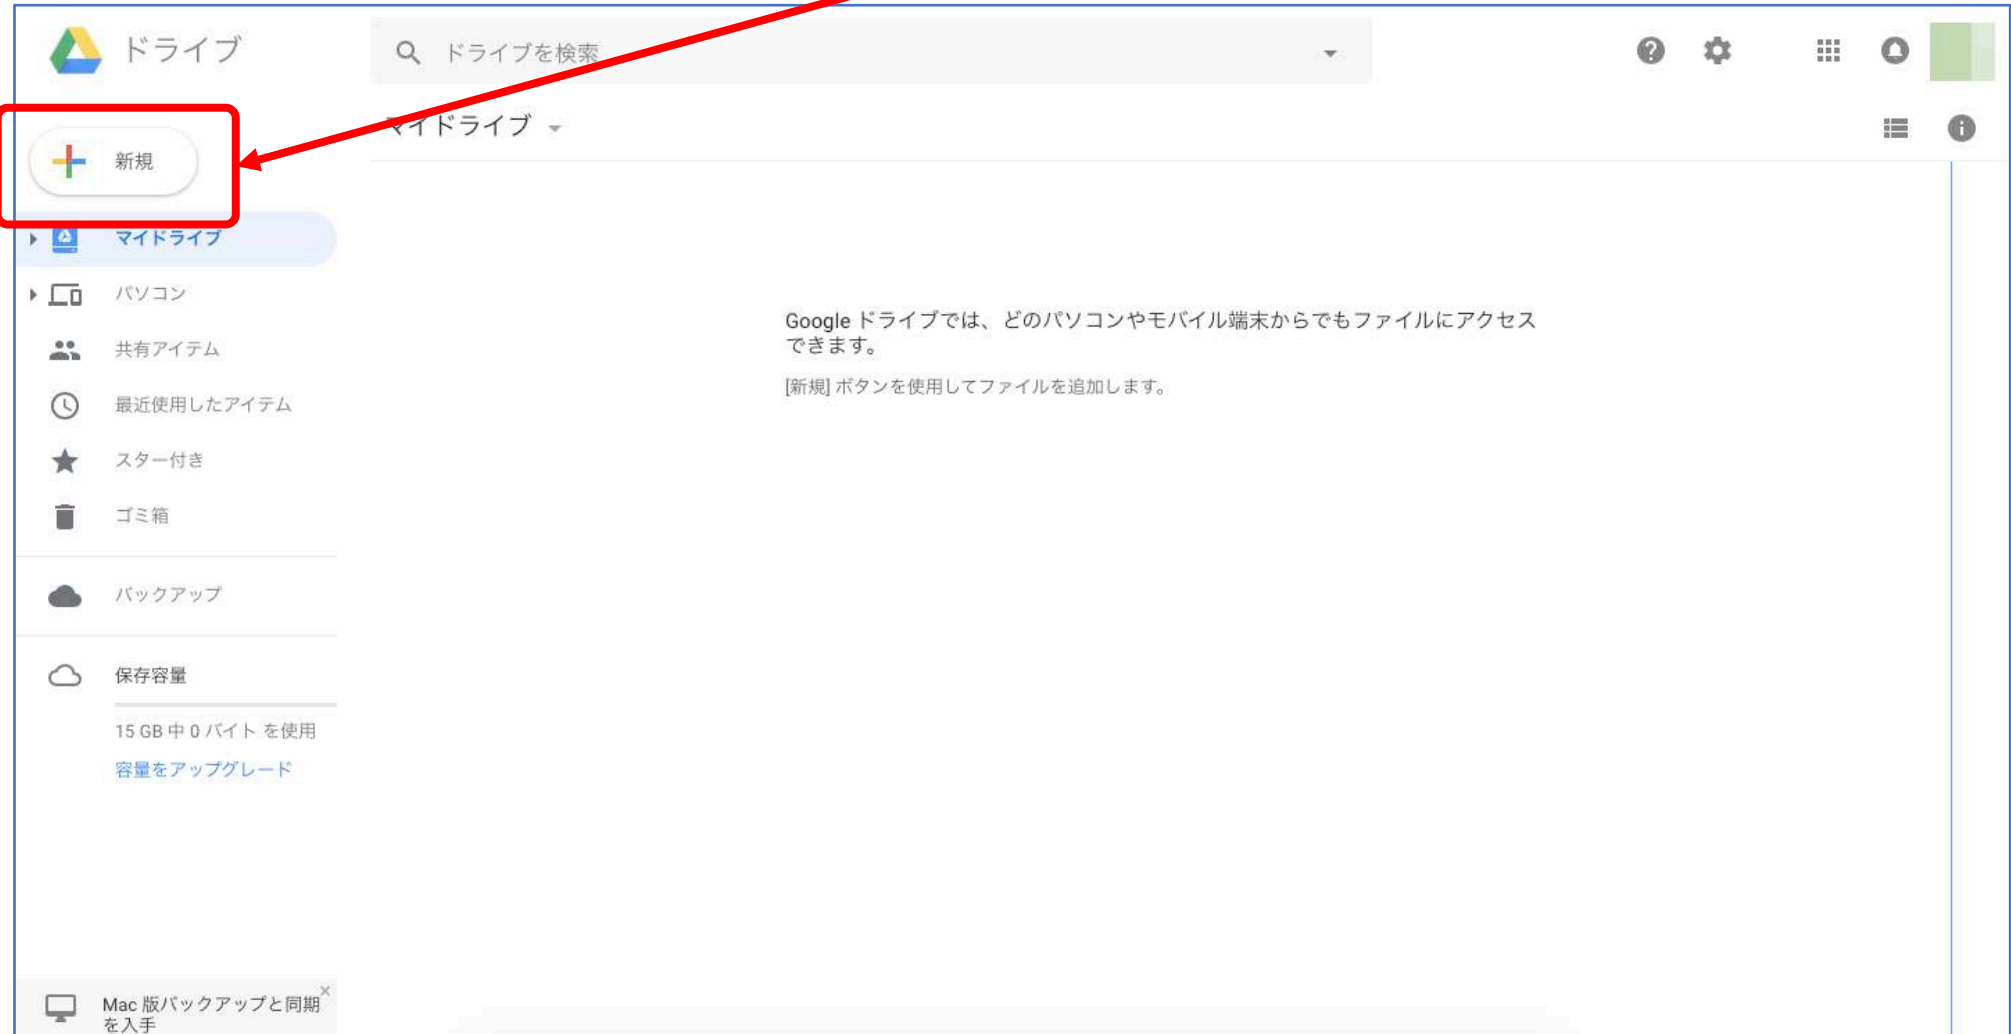 ドライブ
ドライブを検索
新規
マイドライブ
マイドライブ
パソコン
共有アイテム
最近使用したアイテム
スター付き
ゴミ箱
バックアップ
保存容量
15 GB 中 0 バイト を使用
容量をアップグレード
Mac 版バックアップと同期
を入手
Google ドライブでは、どのパソコンやモバイル端末からでもファイルにアクセス
できます。
[新規] ボタンを使用してファイルを追加します。